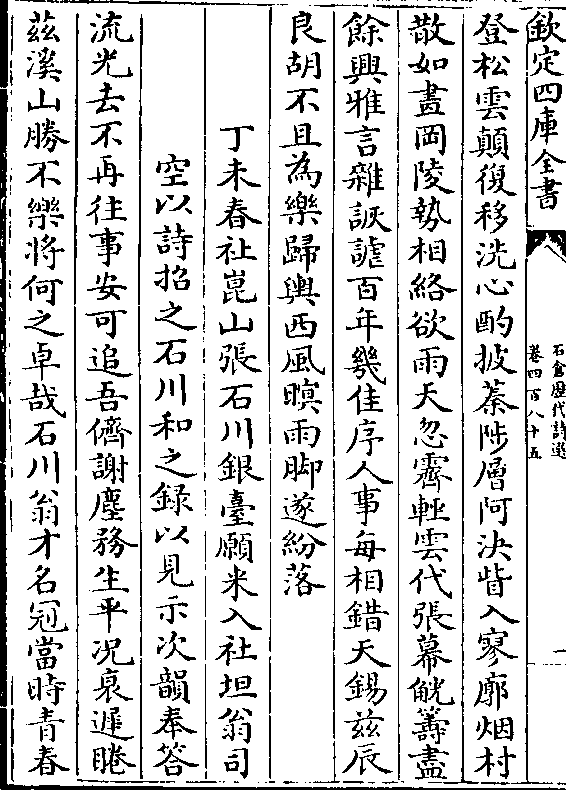 欽定四庫全書
石倉歷代詩選
卷四百八十五
一
登松雲顛復移洗心酌披蓁陟層阿決眥入寥廓烟村
散如畫岡陵勢相絡欲雨天忽霽輕雲代張幕觥籌盡
餘興雅言雜詼謔百年幾佳序人事每相錯天錫兹辰
良胡不且為樂歸輿西風暝雨脚遂紛落
丁未春社崑山張石川銀臺願来入社坦翁司
空以詩招之石川和之錄以見示次韻奉答
流光去不再往事安可追吾儕謝塵務生平况衰遲睠
茲溪山勝不樂將何之卓哉石川翁才名冠當時青春